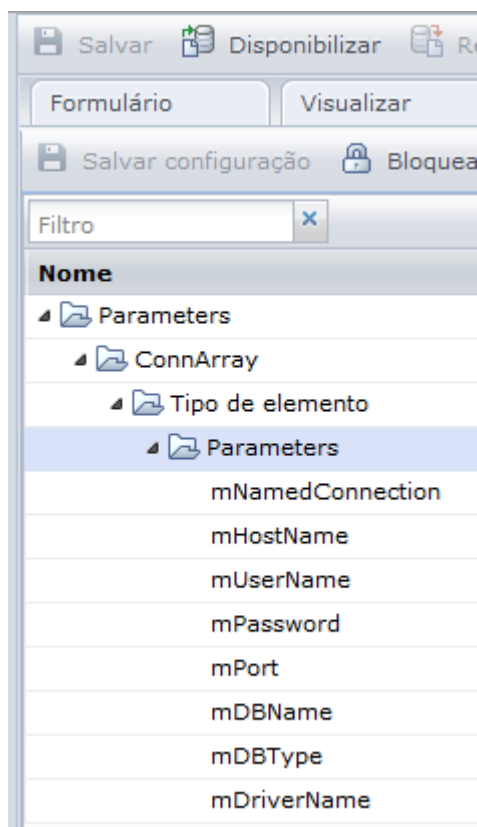 Salvar Disponibilizar
Formulário Visualizar
Salvar configuração
Filtro
Nome
Parameters
ConnArray
Tipo de elemento
Parameters
mNamedConnection
mHostName
mUserName
mPassword
mPort
mDBName
mDBType
mDriverName